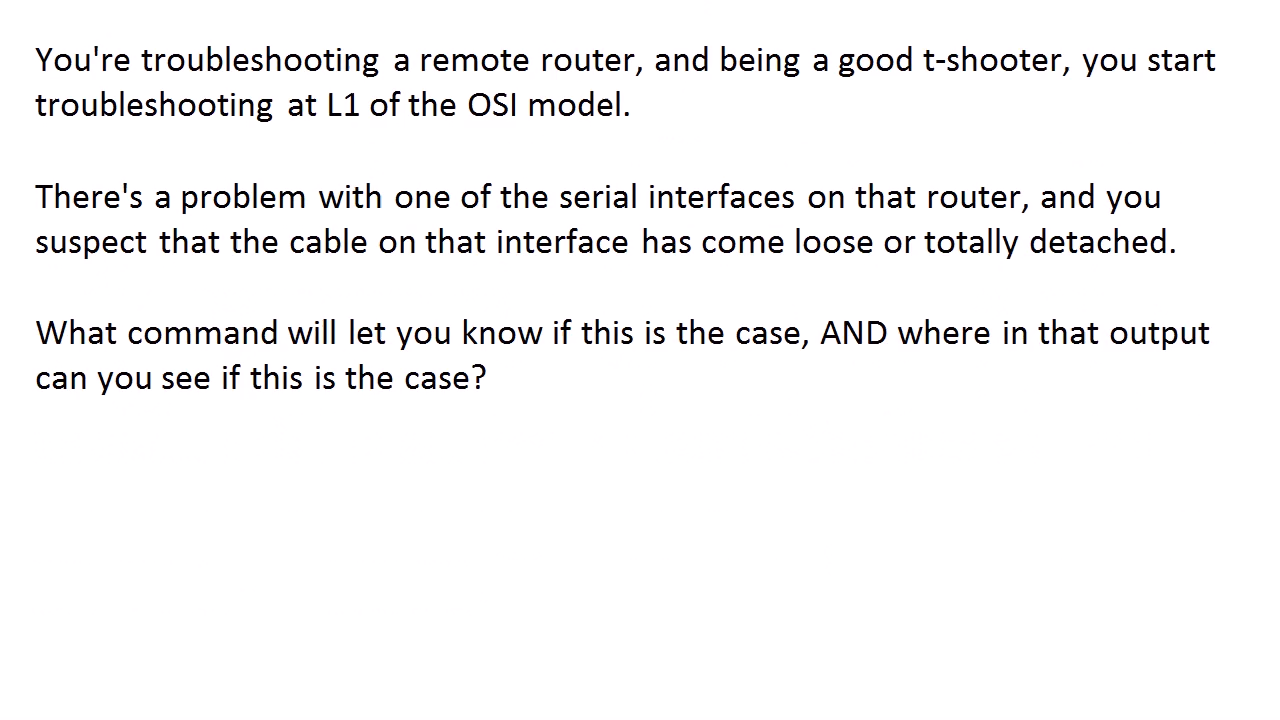 You're troubleshooting a remote router, and being a good t-shooter, you start
troubleshooting at L1 of the OSI model.
There's a problem with one of the serial interfaces on that router, and you
suspect that the cable on that interface has come loose or totally detached.
What command will let you know if this is the case, AND where in that output
can you see if this is the case?